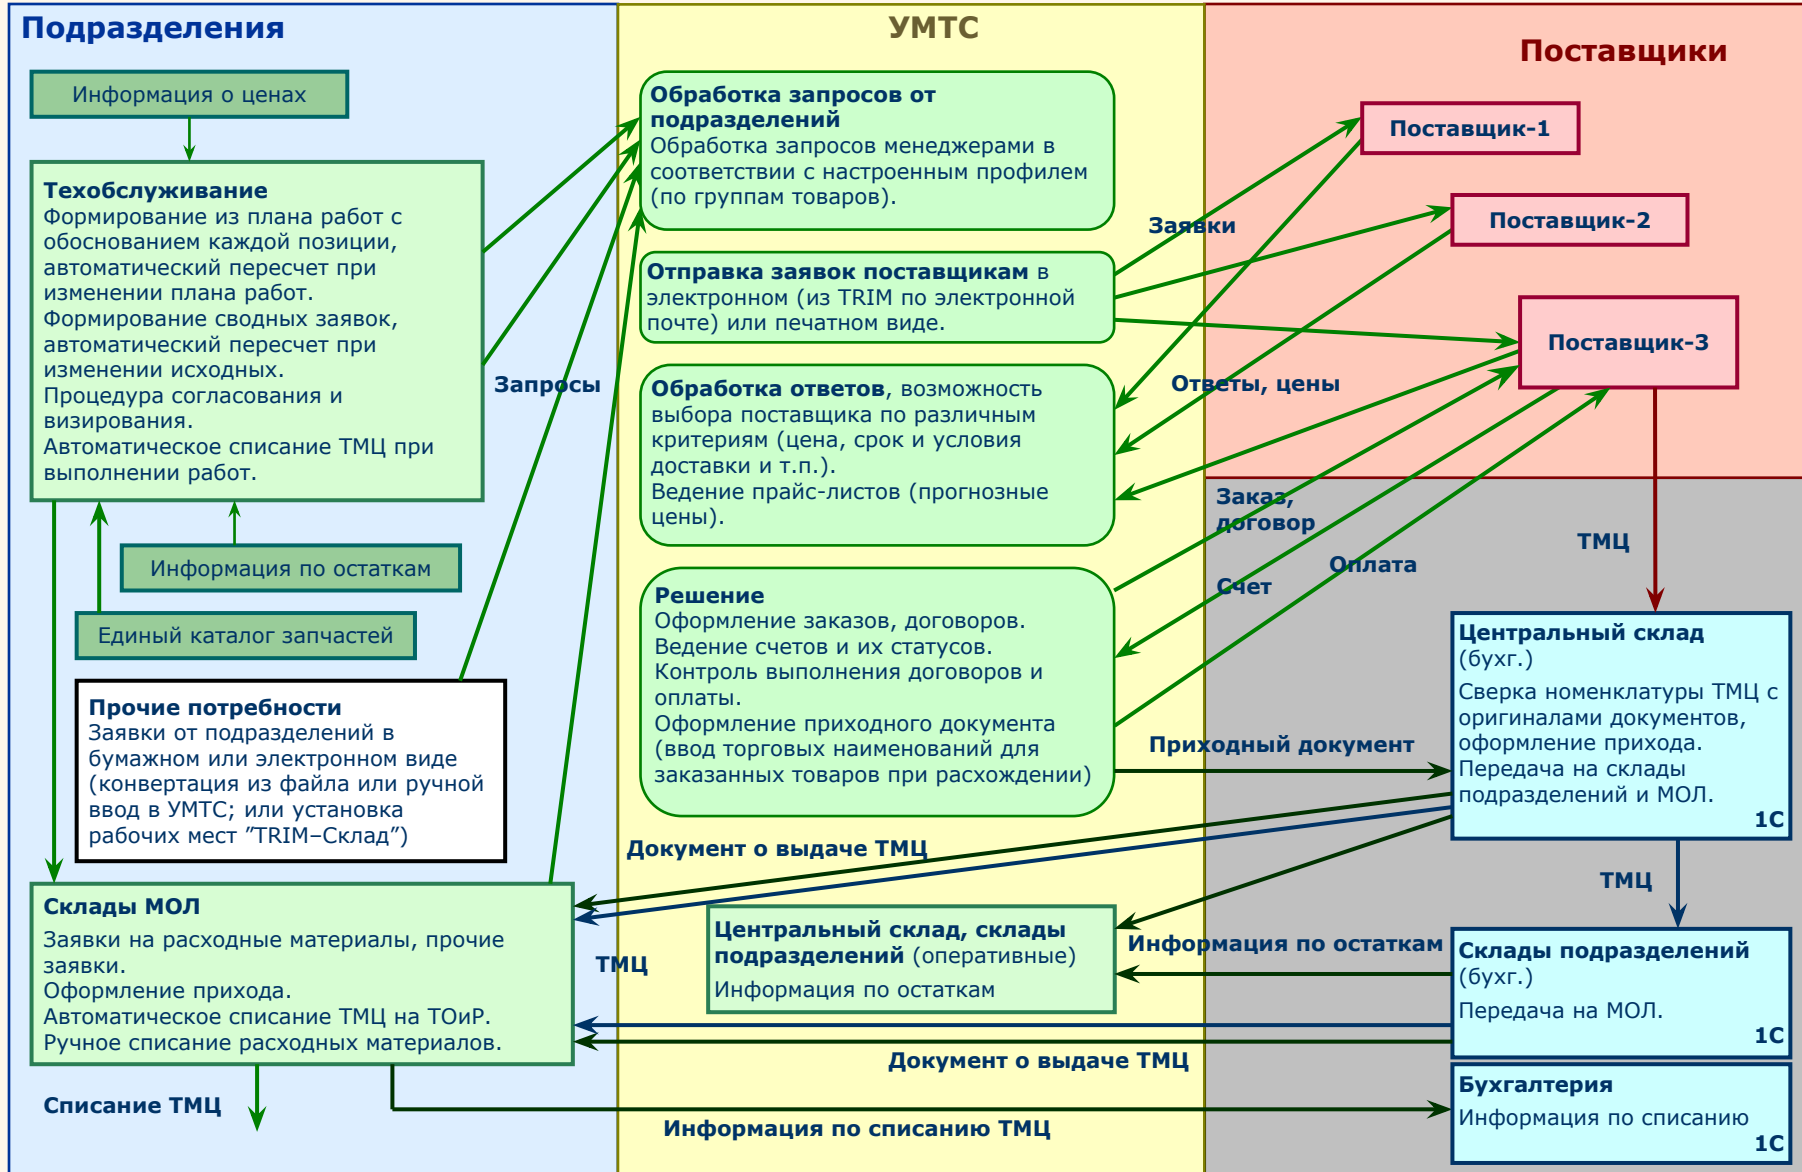 Подразделения
Информация о ценах
Техобслуживание
Формирование из плана работ с
обоснованием каждой позиции,
автоматический пересчет при
изменении плана работ.
Формирование сводных заявок,
автоматический пересчет при
изменении исходных.
Процедура согласования и
визирования.
Автоматическое списание ТМЦ при
выполнении работ.
Информация по остаткам
Единый каталог запчастей
Прочие потребности
Заявки от подразделений в
бумажном или электронном виде
(конвертация из файла или ручной
ввод в УМТС; или установка
рабочих мест ”TRIM–Склад”)
Склады МОЛ
Заявки на расходные материалы, прочие
заявки.
Оформление прихода.
Автоматическое списание ТМЦ на ТОиР.
Ручное списание расходных материалов.
Списание ТМЦ
Запросы
УМТС
Обработка запросов от
подразделений
Обработка запросов менеджерами в
соответствии с настроенным профилем
(по группам товаров).
Отправка заявок поставщикам в
электронном (из TRIM по электронной
почте) или печатном виде.
Обработка ответов, возможность
выбора поставщика по различным
критериям (цена, срок и условия
доставки и т.п.).
Ведение прайс-листов (прогнозные
цены).
Решение
Оформление заказов, договоров.
Ведение счетов и их статусов.
Контроль выполнения договоров и
оплаты.
Оформление приходного документа
(ввод торговых наименований для
заказанных товаров при расхождении)
Документ о выдаче ТМЦ
ТМЦ
Центральный склад, склады
подразделений (оперативные)
Информация по остаткам
Документ о выдаче ТМЦ
Информация по списанию ТМЦ
Поставщики
Поставщик-1
Заявки
Поставщик-2
Поставщик-3
Ответы, цены
Заказ,
договор
Счет
Оплата
ТМЦ
Приходный документ
Центральный склад
(бухг.)
Сверка номенклатуры ТМЦ с
оригиналами документов,
оформление прихода.
Передача на склады
подразделений и МОЛ.
1С
ТМЦ
Информация по остаткам
Склады подразделений
(бухг.)
Передача на МОЛ.
1С
Бухгалтерия
Информация по списанию
1С